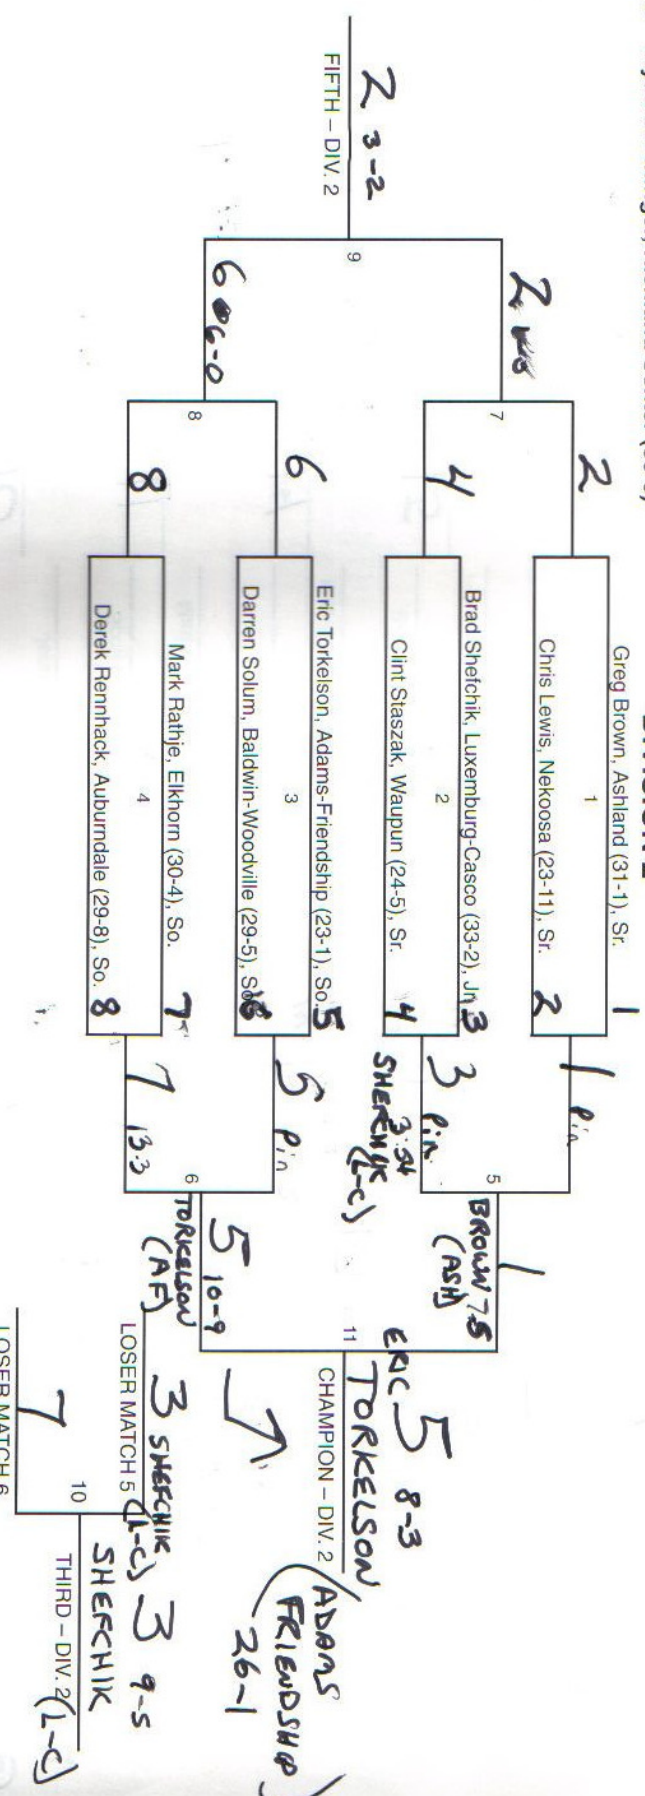 Greg Brown, Ashland (31-1), Sr. 1
1
Chris Lewis, Nekoosa (23-11), Sr. 2
Brad Shefchik, Luxemburg-Casco (33-2), Jr. 3
2
Clint Staszak, Waupun (24-5), Sr. 4
Eric Torkelson, Adams-Friendship (23-1), So. 5
3
Darren Solum, Baldwin-Woodville (29-5), So. 6
Mark Rathje, Elkhorn (30-4), So. 7
4
Derek Rennhack, Auburndale (29-8), So. 8
1 Pin
3 Pin
3:54
SHEFCHIK
(L-C)
5 Pin
7 13-3
5
1
BROWN 7-5
(ASH)
6
5 10-9
TORKELSON
(AF)
11
ERIC 5 8-3
TORKELSON
CHAMPION – DIV. 2
(ADAMS
FRIENDSHIP)
26-1
LOSER MATCH 5
3 SHEFCHIK
(L-C)
LOSER MATCH 6
7
10
3 9-5
SHEFCHIK
THIRD – DIV. 2 (L-C)
2
4
7
2
6
8
8
6 6-0
9
2 3-2
FIFTH – DIV. 2